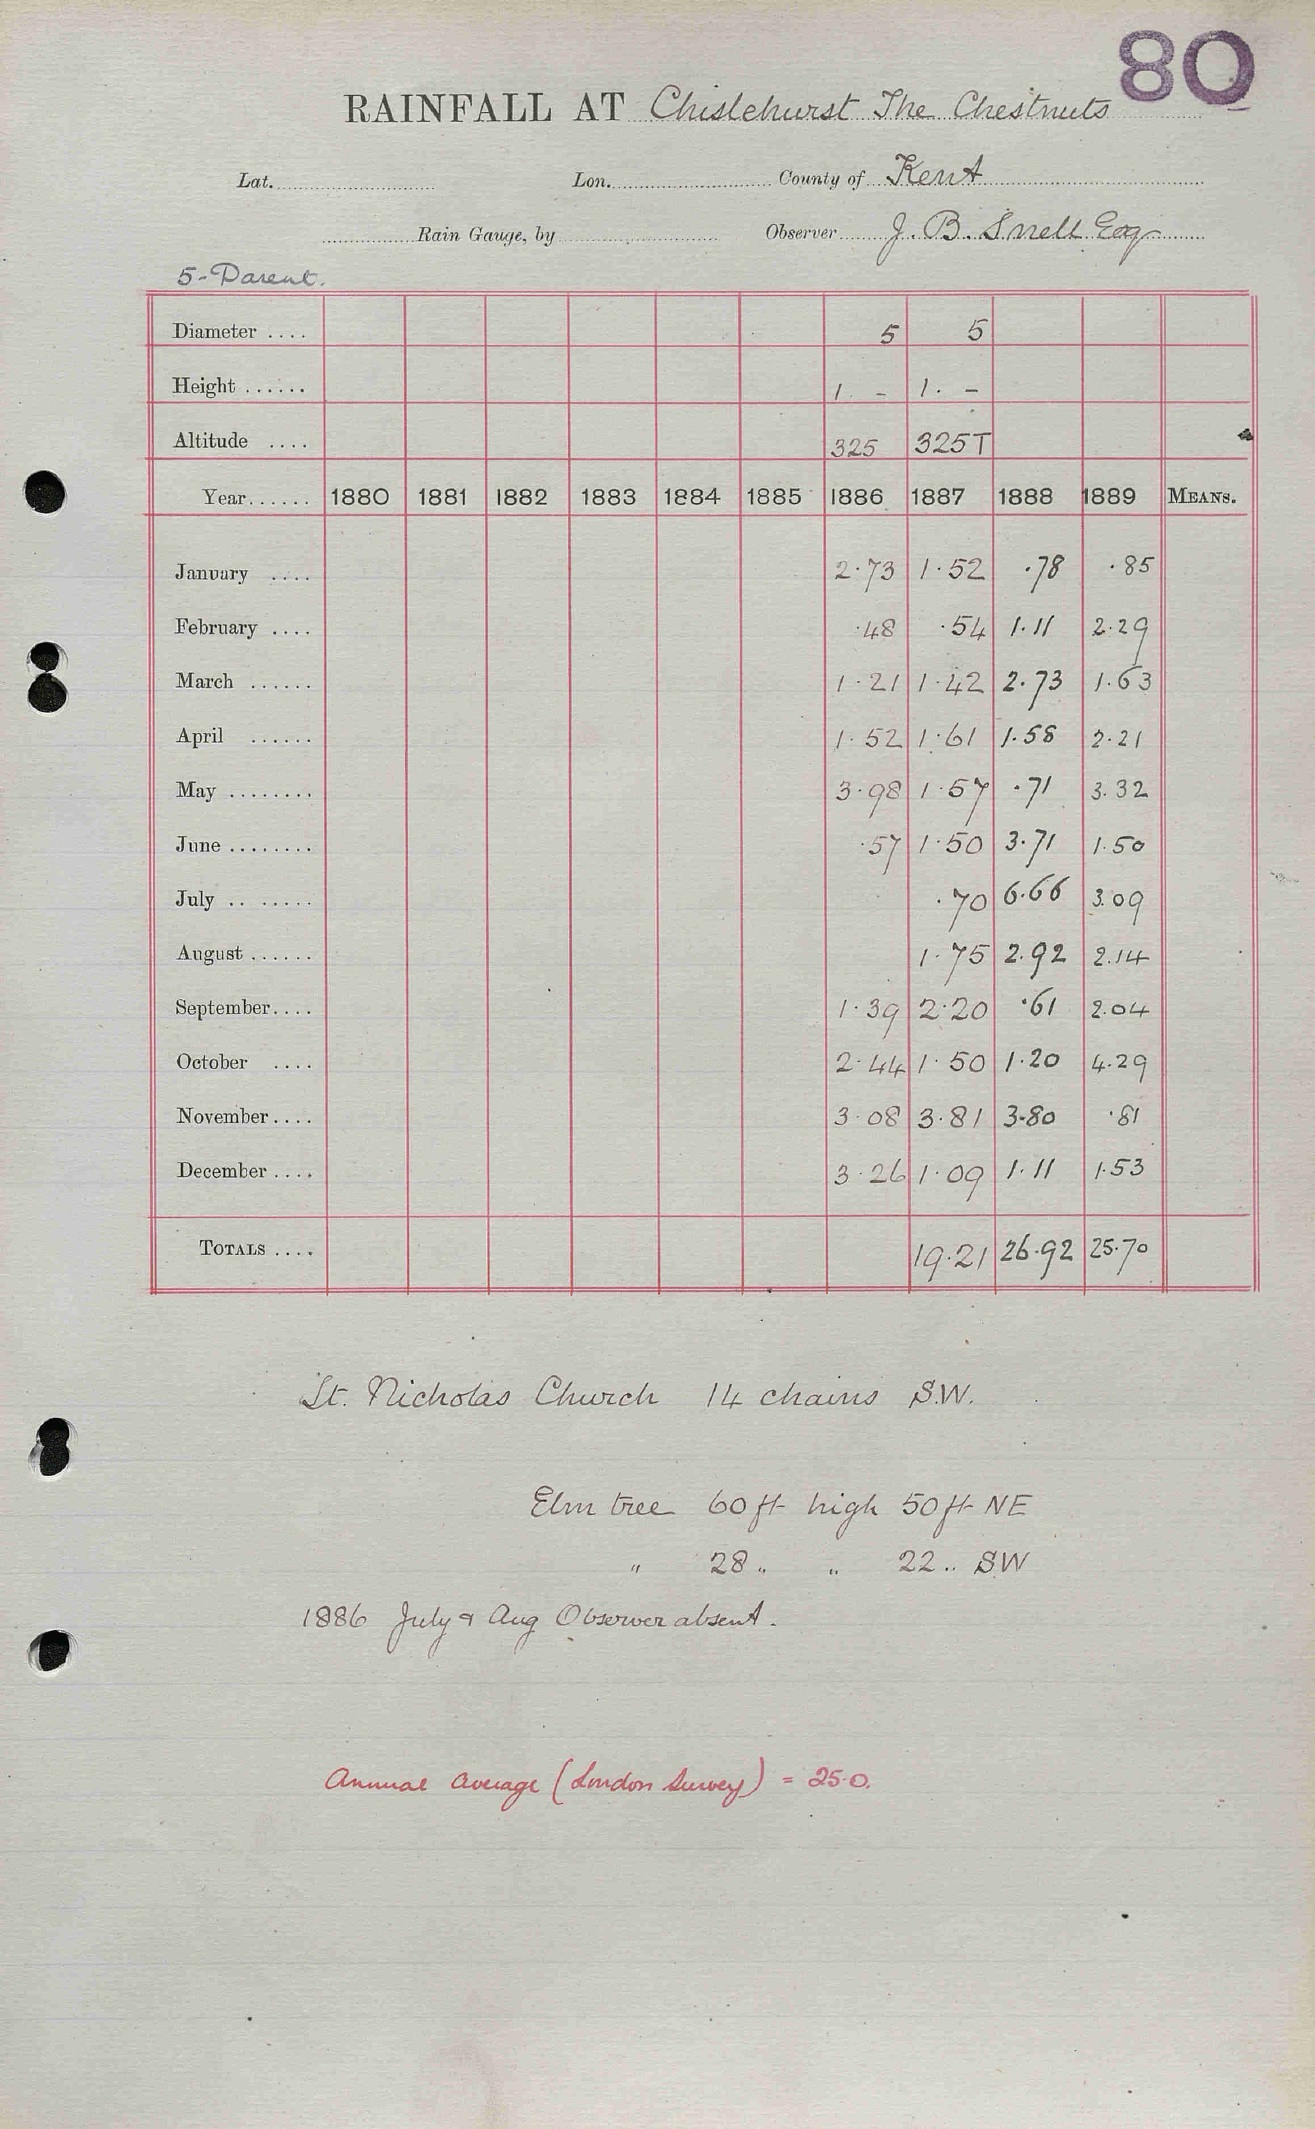 80
RAINFALL AT Chislehurst The Chestnuts
Lat. Lon. County of Kent
Rain Gauge, by Observer J. B. Snell Esq
5-Parent.
Diameter .... 5 5
Height ...... 1 - 1. -
Altitude .... 325 325T
Year...... 1880 1881 1882 1883 1884 1885 1886 1887 1888 1889 MEANS.
January .... 2.73 1.52 .78 .85
February .... .48 .54 1.11 2.29
March ...... 1.21 1.42 2.73 1.63
April ...... 1.52 1.61 1.58 2.21
May ........ 3.98 1.57 .71 3.32
June ........ .57 1.50 3.71 1.50
July .. ...... .70 6.66 3.09
August ...... 1.75 2.92 2.14
September.... 1.39 2.20 .61 2.04
October .... 2.44 1.50 1.20 4.29
November.... 3.08 3.81 3.80 .81
December .... 3.26 1.09 1.11 1.53
TOTALS .... 19.21 26.92 25.70
St. Nicholas Church 14 chains S.W.
Elm tree 60 ft high 50 ft NE
" 28 " " 22 " SW
1886 July & Aug Observer absent.
Annual average (London Survey) = 25.0.